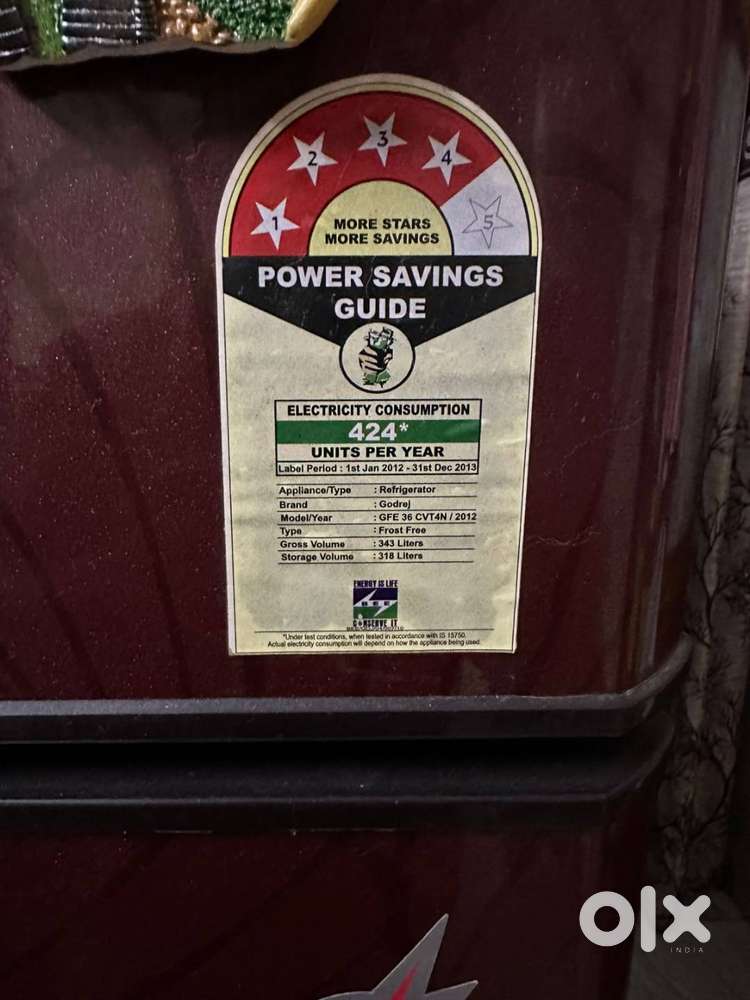 1 2 3 4 5
MORE STARS
MORE SAVINGS
POWER SAVINGS
GUIDE
ELECTRICITY CONSUMPTION
424*
UNITS PER YEAR
Label Period : 1st Jan 2012 - 31st Dec 2013
Appliance/Type : Refrigerator
Brand : Godrej
Model/Year : GFE 36 CVT4N / 2012
Type : Frost Free
Gross Volume : 343 Liters
Storage Volume : 318 Liters
ENERGY IS LIFE
BEE
CONSERVE IT
*Under test conditions, when tested in accordance with IS 15750.
Actual electricity consumption will depend on how the appliance being used.
olx
INDIA